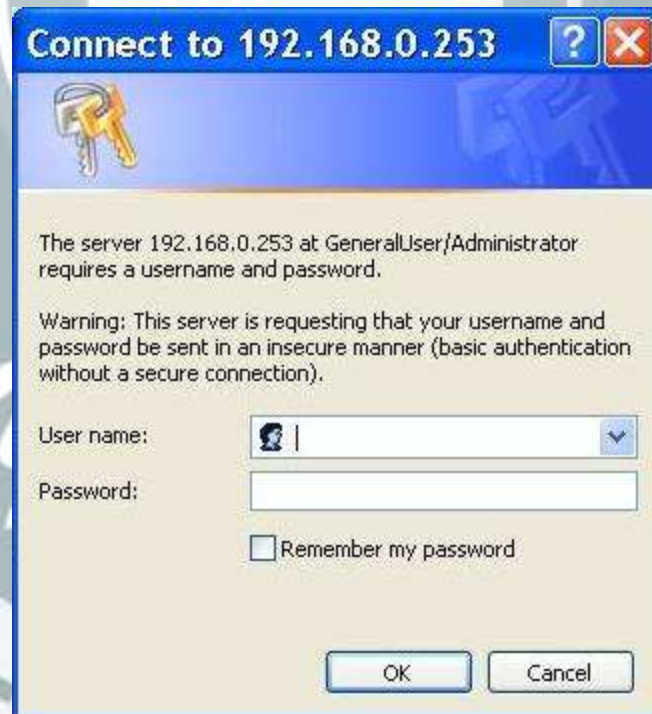 Connect to 192.168.0.253
The server 192.168.0.253 at GeneralUser/Administrator
requires a username and password.
Warning: This server is requesting that your username and
password be sent in an insecure manner (basic authentication
without a secure connection).
User name:
Password:
Remember my password
OK
Cancel